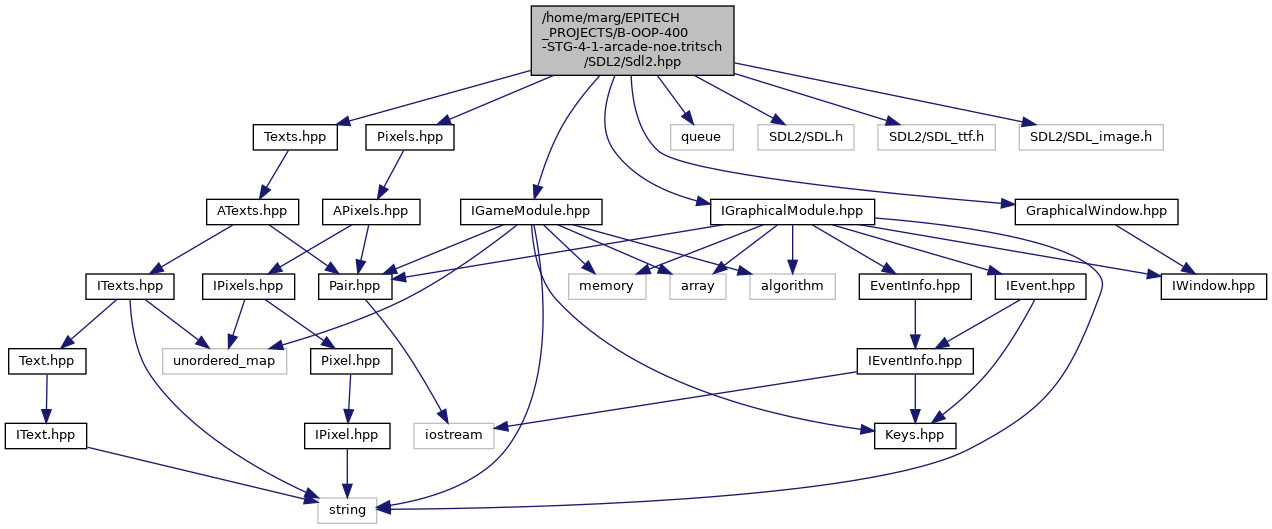 /home/marg/EPITECH
_PROJECTS/B-OOP-400
-STG-4-1-arcade-noe.tritsch
/SDL2/Sdl2.hpp
Texts.hpp
Pixels.hpp
queue
SDL2/SDL.h
SDL2/SDL_ttf.h
SDL2/SDL_image.h
ATexts.hpp
APixels.hpp
IGameModule.hpp
IGraphicalModule.hpp
GraphicalWindow.hpp
ITexts.hpp
IPixels.hpp
Pair.hpp
memory
array
algorithm
EventInfo.hpp
IEvent.hpp
IWindow.hpp
Text.hpp
unordered_map
Pixel.hpp
IEventInfo.hpp
IText.hpp
IPixel.hpp
iostream
Keys.hpp
string